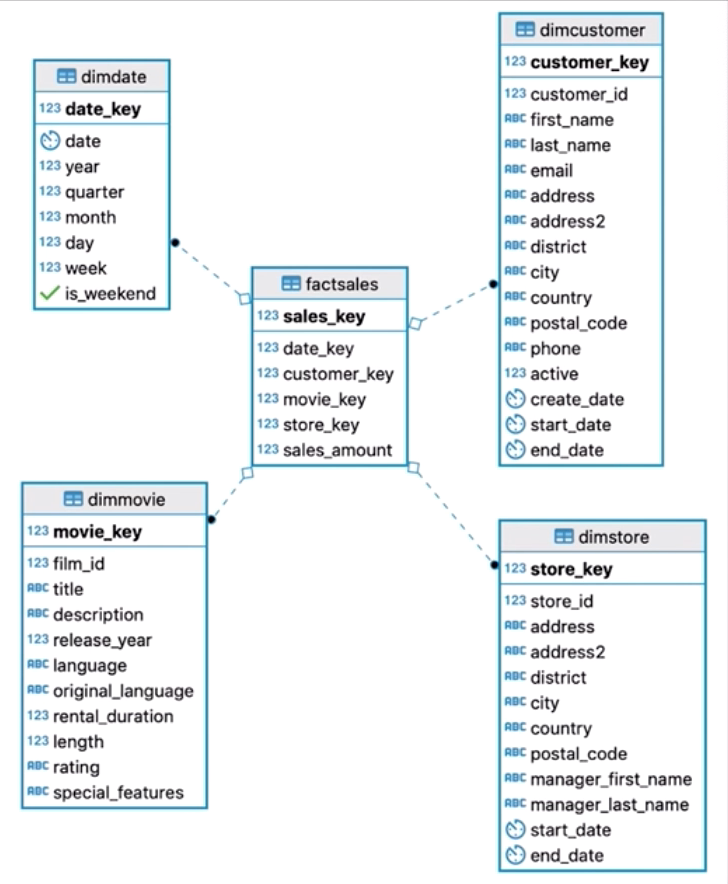 dimdate
123 date_key
date
123 year
123 quarter
123 month
123 day
123 week
is_weekend
dimcustomer
123 customer_key
123 customer_id
ABC first_name
ABC last_name
ABC email
ABC address
ABC address2
ABC district
ABC city
ABC country
ABC postal_code
ABC phone
123 active
create_date
start_date
end_date
factsales
123 sales_key
123 date_key
123 customer_key
123 movie_key
123 store_key
123 sales_amount
dimmovie
123 movie_key
123 film_id
ABC title
ABC description
123 release_year
ABC language
ABC original_language
123 rental_duration
123 length
ABC rating
ABC special_features
dimstore
123 store_key
123 store_id
ABC address
ABC address2
ABC district
ABC city
ABC country
ABC postal_code
ABC manager_first_name
ABC manager_last_name
start_date
end_date